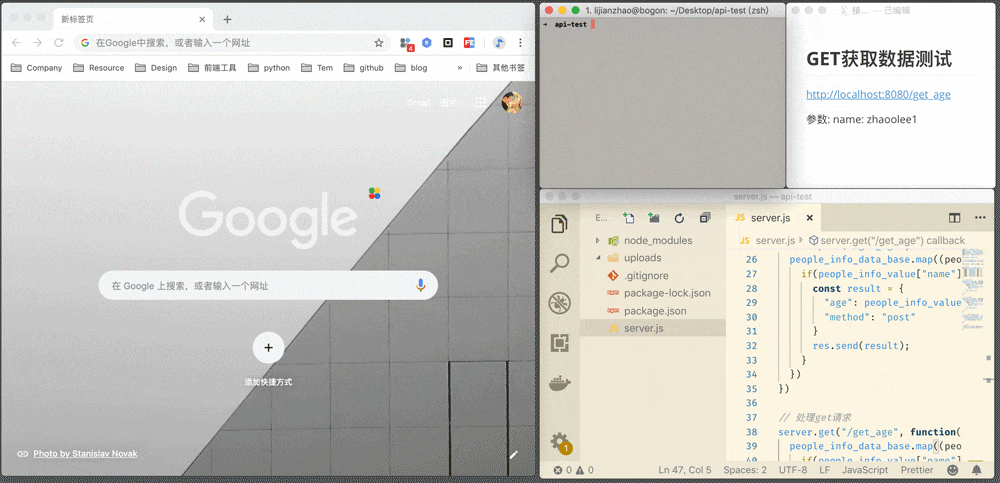 新标签页
在Google中搜索，或者输入一个网址
4
Company
Resource
Design
前端工具
python
Tem
github
blog
»
其他书签
Gmail
图片
Google
在 Google 上搜索，或者输入一个网址
添加快捷方式
Photo by Stanislav Novak
1. lijianzhao@bogon: ~/Desktop/api-test (zsh)
➜ api-test
接... — 已编辑
GET获取数据测试
http://localhost:8080/get_age
参数: name: zhaoolee1
server.js — api-test
E...
JS server.js
node_modules
uploads
.gitignore
package-lock.json
package.json
JS server.js
JS server.js › server.get("/get_age") callback
26 people_info_data_base.map((peo
27 if(people_info_value["name"]
28 const result = {
29 "age": people_info_value
30 "method": "post"
31 }
32 res.send(result);
33 }
34 })
35 })
36
37 // 处理get请求
38 server.get("/get_age", function(
39 people_info_data_base.map((peo
40 if(people_info_value["name"]
1
0 0
Ln 47, Col 5
Spaces: 2
UTF-8
LF
JavaScript
Prettier